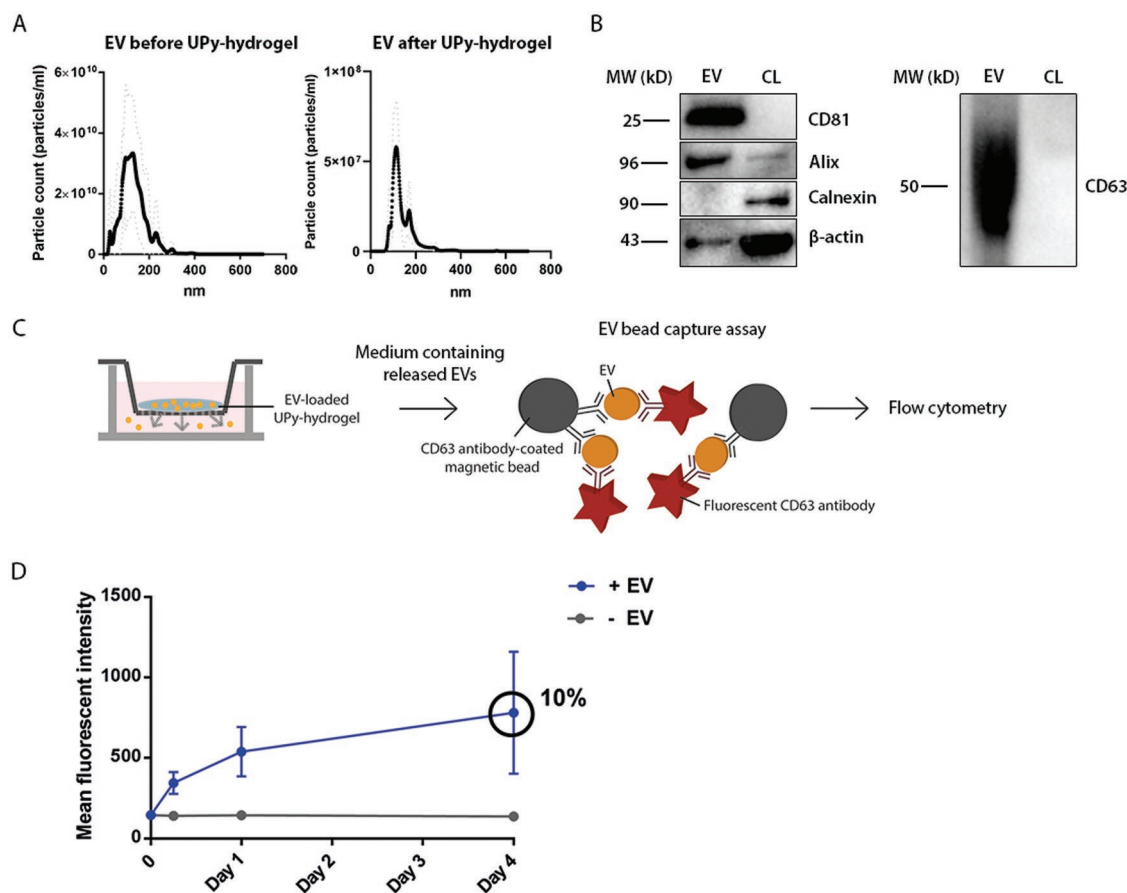 A
EV before UPy-hydrogel
Particle count (particles/ml)
6×10¹⁰
4×10¹⁰
2×10¹⁰
0
0
200
400
600
800
nm
EV after UPy-hydrogel
Particle count (particles/ml)
1×10⁸
5×10⁷
0
0
200
400
600
800
nm
B
MW (kD) EV CL
25 CD81
96 Alix
90 Calnexin
43 β-actin
MW (kD) EV CL
50 CD63
C
EV-loaded
UPy-hydrogel
Medium containing
released EVs
EV bead capture assay
EV
CD63 antibody-coated
magnetic bead
Fluorescent CD63 antibody
Flow cytometry
D
Mean fluorescent intensity
1500
1000
500
0
0
Day 1
Day 2
Day 3
Day 4
10%
+ EV
- EV